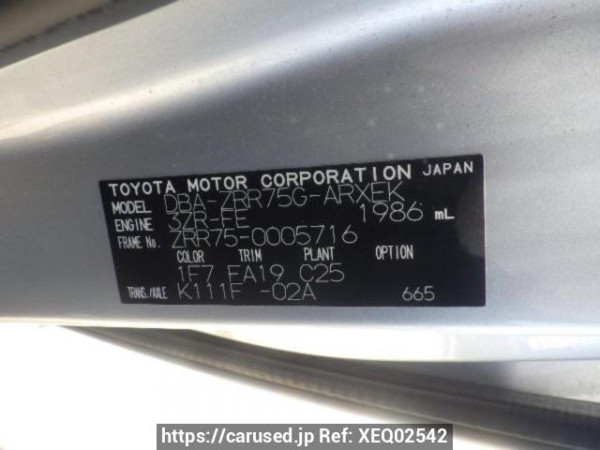 TOYOTA MOTOR CORPORATION JAPAN
MODEL DBA-ZRR75G-ARXEK
ENGINE 3ZR-FE 1986 mL
FRAME No. ZRR75-0005716
COLOR TRIM PLANT OPTION
1F7 FA19 C25
TRANS./AXLE K111F -02A 665
https://carused.jp Ref: XEQ02542